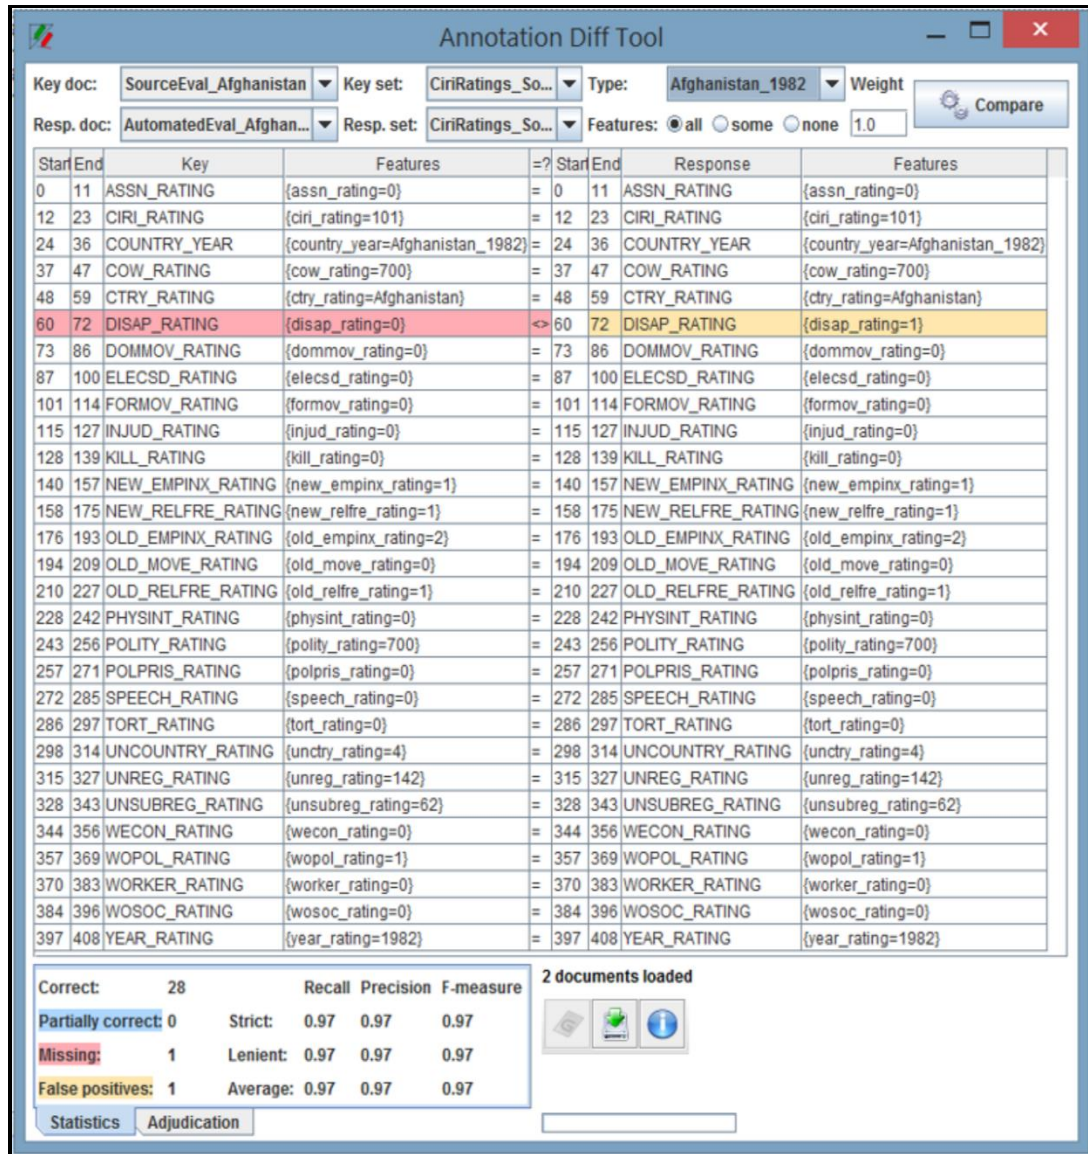 Annotation Diff Tool
Key doc: SourceEval_Afghanistan Key set: CiriRatings_So... Type: Afghanistan_1982 Weight
Compare
Resp. doc: AutomatedEval_Afghan... Resp. set: CiriRatings_So... Features: all some none 1.0
Start End Key Features =? Start End Response Features
0 11 ASSN_RATING {assn_rating=0} = 0 11 ASSN_RATING {assn_rating=0}
12 23 CIRI_RATING {ciri_rating=101} = 12 23 CIRI_RATING {ciri_rating=101}
24 36 COUNTRY_YEAR {country_year=Afghanistan_1982} = 24 36 COUNTRY_YEAR {country_year=Afghanistan_1982}
37 47 COW_RATING {cow_rating=700} = 37 47 COW_RATING {cow_rating=700}
48 59 CTRY_RATING {ctry_rating=Afghanistan} = 48 59 CTRY_RATING {ctry_rating=Afghanistan}
60 72 DISAP_RATING {disap_rating=0} <> 60 72 DISAP_RATING {disap_rating=1}
73 86 DOMMOV_RATING {dommov_rating=0} = 73 86 DOMMOV_RATING {dommov_rating=0}
87 100 ELECSD_RATING {elecsd_rating=0} = 87 100 ELECSD_RATING {elecsd_rating=0}
101 114 FORMOV_RATING {formov_rating=0} = 101 114 FORMOV_RATING {formov_rating=0}
115 127 INJUD_RATING {injud_rating=0} = 115 127 INJUD_RATING {injud_rating=0}
128 139 KILL_RATING {kill_rating=0} = 128 139 KILL_RATING {kill_rating=0}
140 157 NEW_EMPINX_RATING {new_empinx_rating=1} = 140 157 NEW_EMPINX_RATING {new_empinx_rating=1}
158 175 NEW_RELFRE_RATING {new_relfre_rating=1} = 158 175 NEW_RELFRE_RATING {new_relfre_rating=1}
176 193 OLD_EMPINX_RATING {old_empinx_rating=2} = 176 193 OLD_EMPINX_RATING {old_empinx_rating=2}
194 209 OLD_MOVE_RATING {old_move_rating=0} = 194 209 OLD_MOVE_RATING {old_move_rating=0}
210 227 OLD_RELFRE_RATING {old_relfre_rating=1} = 210 227 OLD_RELFRE_RATING {old_relfre_rating=1}
228 242 PHYSINT_RATING {physint_rating=0} = 228 242 PHYSINT_RATING {physint_rating=0}
243 256 POLITY_RATING {polity_rating=700} = 243 256 POLITY_RATING {polity_rating=700}
257 271 POLPRIS_RATING {polpris_rating=0} = 257 271 POLPRIS_RATING {polpris_rating=0}
272 285 SPEECH_RATING {speech_rating=0} = 272 285 SPEECH_RATING {speech_rating=0}
286 297 TORT_RATING {tort_rating=0} = 286 297 TORT_RATING {tort_rating=0}
298 314 UNCOUNTRY_RATING {unctry_rating=4} = 298 314 UNCOUNTRY_RATING {unctry_rating=4}
315 327 UNREG_RATING {unreg_rating=142} = 315 327 UNREG_RATING {unreg_rating=142}
328 343 UNSUBREG_RATING {unsubreg_rating=62} = 328 343 UNSUBREG_RATING {unsubreg_rating=62}
344 356 WECON_RATING {wecon_rating=0} = 344 356 WECON_RATING {wecon_rating=0}
357 369 WOPOL_RATING {wopol_rating=1} = 357 369 WOPOL_RATING {wopol_rating=1}
370 383 WORKER_RATING {worker_rating=0} = 370 383 WORKER_RATING {worker_rating=0}
384 396 WOSOC_RATING {wosoc_rating=0} = 384 396 WOSOC_RATING {wosoc_rating=0}
397 408 YEAR_RATING {year_rating=1982} = 397 408 YEAR_RATING {year_rating=1982}
2 documents loaded
Correct: 28 Recall Precision F-measure
Partially correct: 0 Strict: 0.97 0.97 0.97
Missing: 1 Lenient: 0.97 0.97 0.97
False positives: 1 Average: 0.97 0.97 0.97
Statistics Adjudication